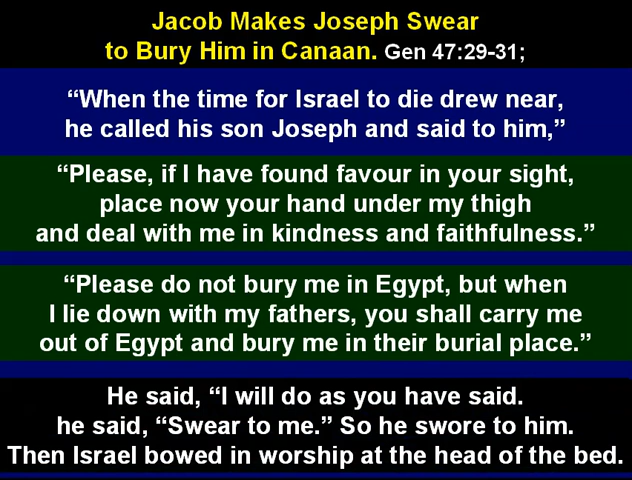 Jacob Makes Joseph Swear
to Bury Him in Canaan. Gen 47:29-31;
“When the time for Israel to die drew near,
he called his son Joseph and said to him,”
“Please, if I have found favour in your sight,
place now your hand under my thigh
and deal with me in kindness and faithfulness.”
“Please do not bury me in Egypt, but when
I lie down with my fathers, you shall carry me
out of Egypt and bury me in their burial place.”
He said, “I will do as you have said.
he said, “Swear to me.” So he swore to him.
Then Israel bowed in worship at the head of the bed.